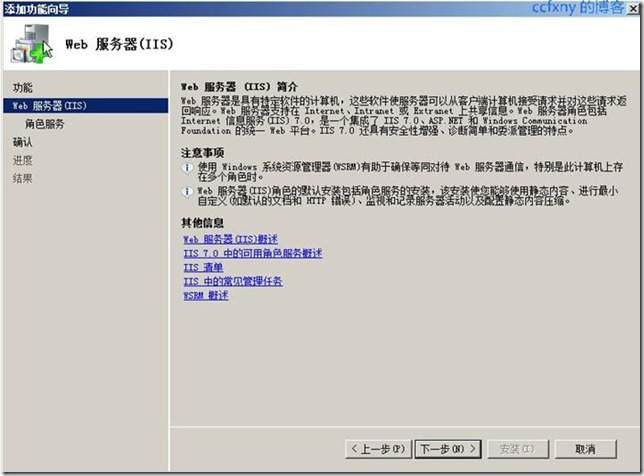 添加功能向导
ccfxny 的博客
Web 服务器(IIS)
功能
Web 服务器(IIS)
角色服务
确认
进度
结果
Web 服务器 (IIS) 简介
Web 服务器是具有特定软件的计算机，这些软件使服务器可以从客户端计算机接受请求并对这些请求返
回响应。Web 服务器支持在 Internet、Intranet 或 Extranet 上共享信息。Web 服务器角色包括
Internet 信息服务(IIS) 7.0，是一个集成了 IIS 7.0、ASP.NET 和 Windows Communication
Foundation 的统一 Web 平台。IIS 7.0 还具有安全性增强、诊断简单和委派管理的特点。
注意事项
使用 Windows 系统资源管理器(WSRM)有助于确保等同对待 Web 服务器通信，特别是此计算机上存
在多个角色时。
Web 服务器(IIS)角色的默认安装包括角色服务的安装，该安装使您能够使用静态内容、进行最小
自定义(如默认的文档和 HTTP 错误)、监视和记录服务器活动以及配置静态内容压缩。
其他信息
Web 服务器(IIS)概述
IIS 7.0 中的可用角色服务概述
IIS 清单
IIS 中的常见管理任务
WSRM 概述
< 上一步(P)
下一步(N) >
安装(I)
取消